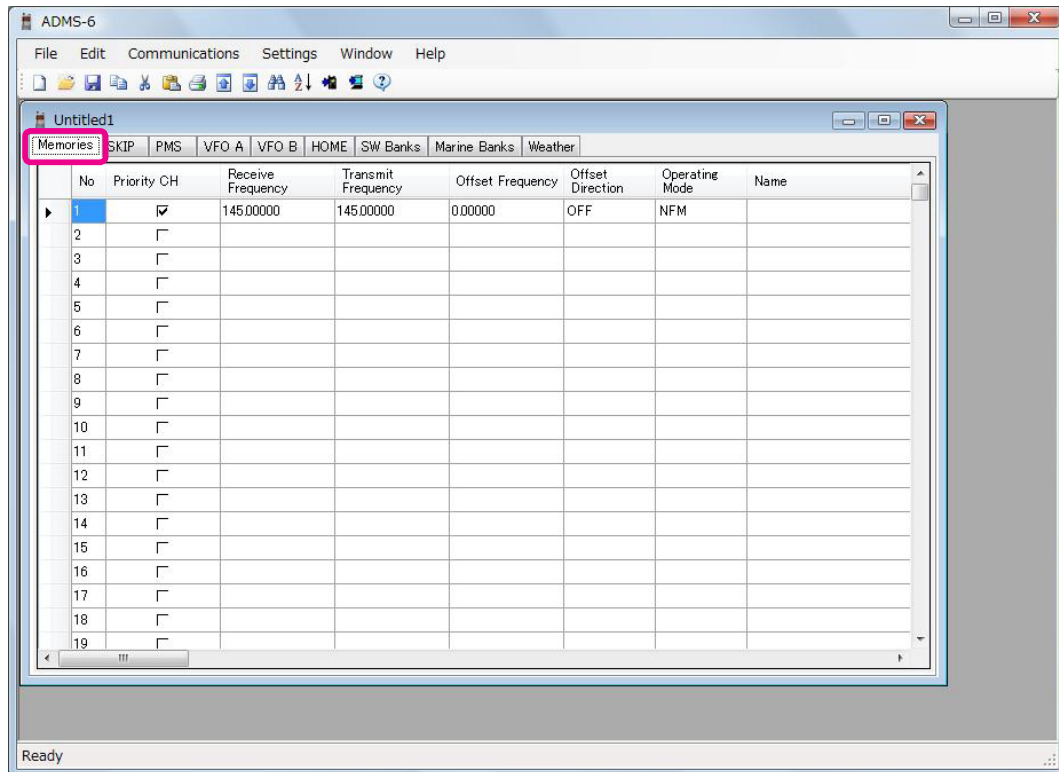 ADMS-6
File Edit Communications Settings Window Help
Untitled1
Memories SKIP PMS VFO A VFO B HOME SW Banks Marine Banks Weather
No Priority CH Receive Frequency Transmit Frequency Offset Frequency Offset Direction Operating Mode Name
1 145.00000 145.00000 0.00000 OFF NFM
2
3
4
5
6
7
8
9
10
11
12
13
14
15
16
17
18
19
Ready